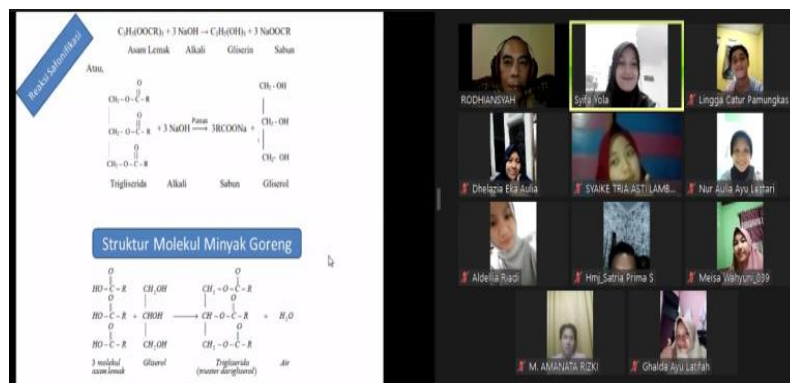 Reaksi Safonifikasi
C₃H₅(OOCR)₃ + 3 NaOH → C₃H₅(OH)₃ + 3 NaOOCR
Asam Lemak Alkali Gliserin Sabun
Atau,
O
CH₂ - O - C - R
CH₂ - OH
O
Panas
CH₂ - O - C - R + 3 NaOH → 3RCOONa + CH₂ - OH
O
CH₂ - O - C - R
CH₂- OH
Trigliserida Alkali Sabun Gliserol
Struktur Molekul Minyak Goreng
O O
HO - C - R CH₂OH CH₂ - O - C - R
O O
HO - C - R + CHOH → CH - O - C - R + H₂O
O O
HO - C - R CH₂OH CH₂ - O - C - R
3 molekul Gliserol Trigliserida Air
asam lemak
RODHIANSYAH
Syifa Yola
Lingga Catur Pamungkas
Dhelazia Eka Aulia
SYAIKE TRIA ASTI LAMB...
Nur Aulia Ayu Lestari
Aldellia Riadi
Hmj_Satria Prima S
Meisa Wahyuni_039
M. AMANATA RIZKI
Ghalda Ayu Latifah